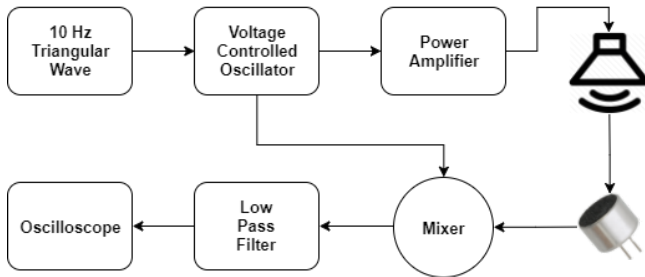 10 Hz
Triangular
Wave
Voltage
Controlled
Oscillator
Power
Amplifier
Oscilloscope
Low
Pass
Filter
Mixer